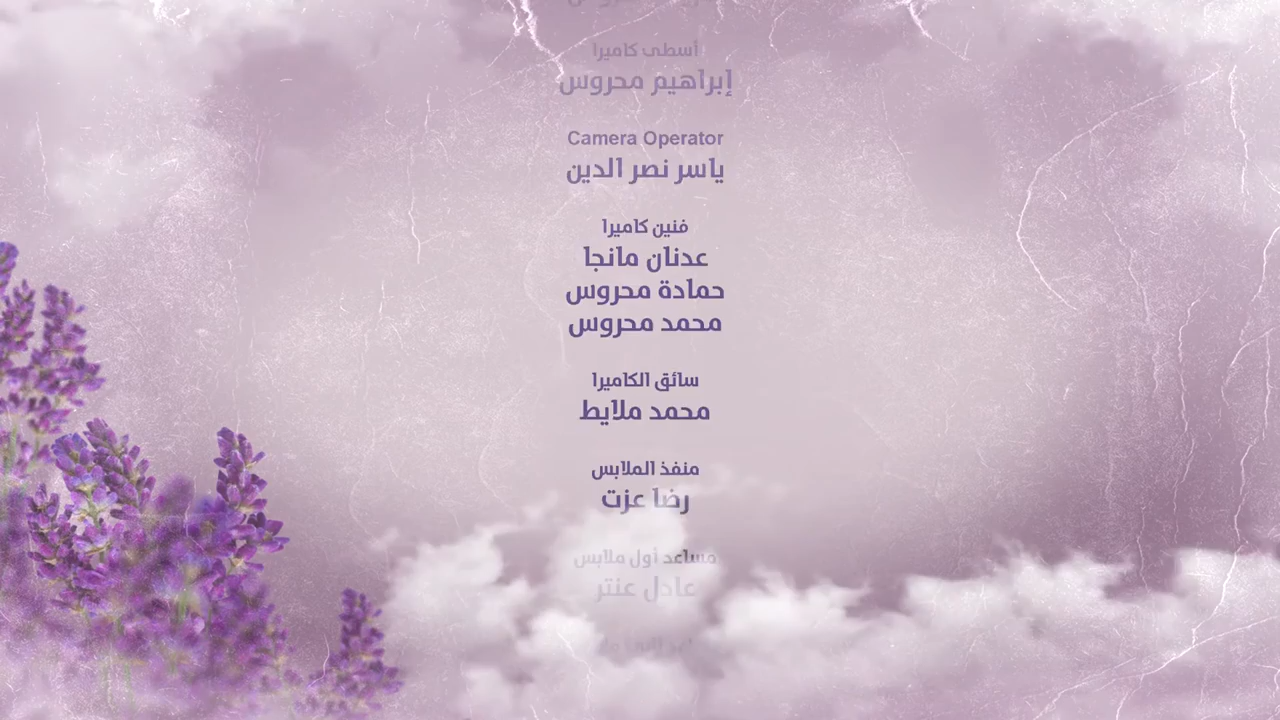 أسطى كاميرا
إبراهيم محروس
Camera Operator
ياسر نصر الدين
فنين كاميرا
عدنان مانجا
حمادة محروس
محمد محروس
سائق الكاميرا
محمد ملايط
منفذ الملابس
رضا عزت
مساعد أول ملابس
عادل عنتر